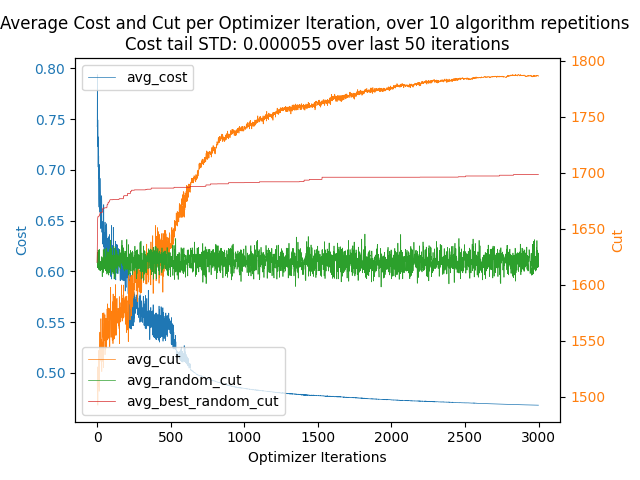 Average Cost and Cut per Optimizer Iteration, over 10 algorithm repetitions
Cost tail STD: 0.000055 over last 50 iterations
avg_cost
0.80
0.75
0.70
0.65
0.60
0.55
0.50
Cost
1800
1750
1700
1650
1600
1550
1500
Cut
avg_cut
avg_random_cut
avg_best_random_cut
0
500
1000
1500
2000
2500
3000
Optimizer Iterations